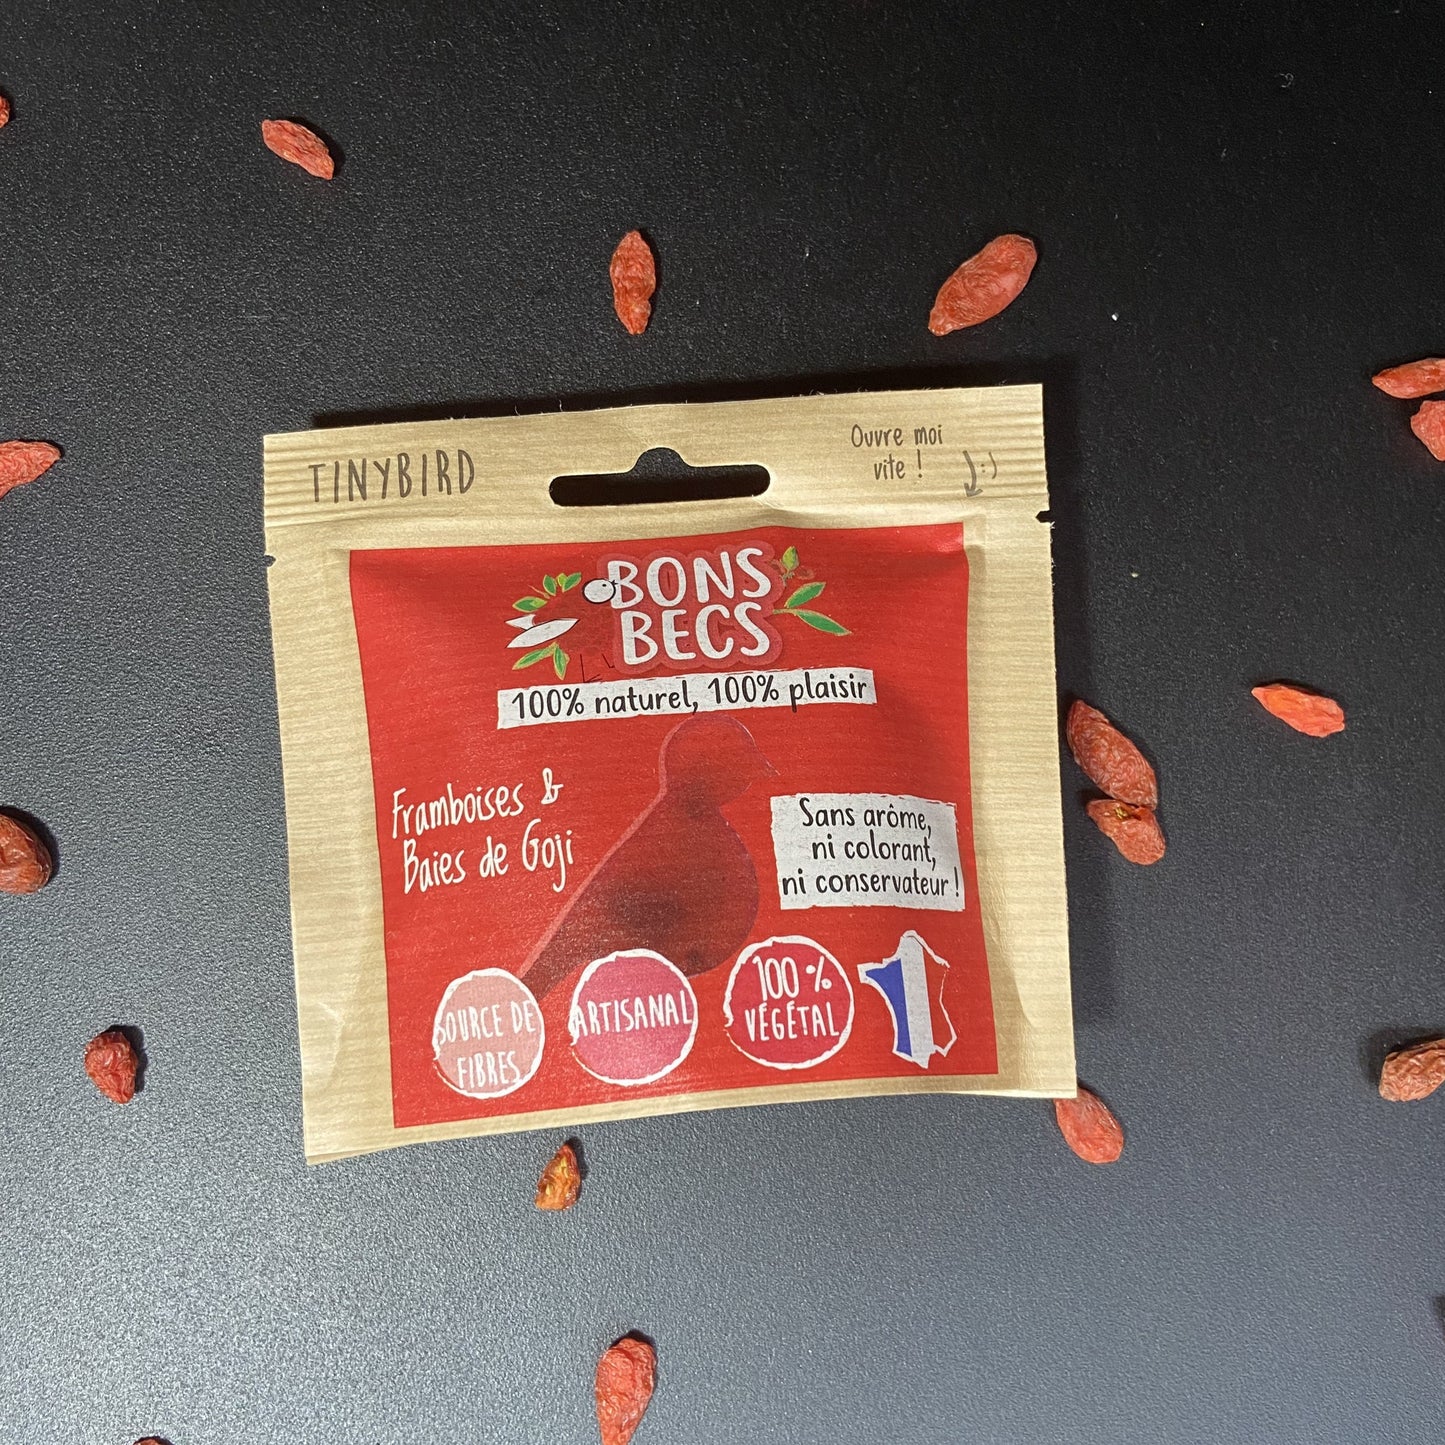 TINYBIRD
Ouvre moi
vite ! :)
BONS
BECS
100% naturel, 100% plaisir
Framboises &
Baies de Goji
Sans arôme,
ni colorant,
ni conservateur !
SOURCE DE
FIBRES
ARTISANAL
100 %
VÉGÉTAL